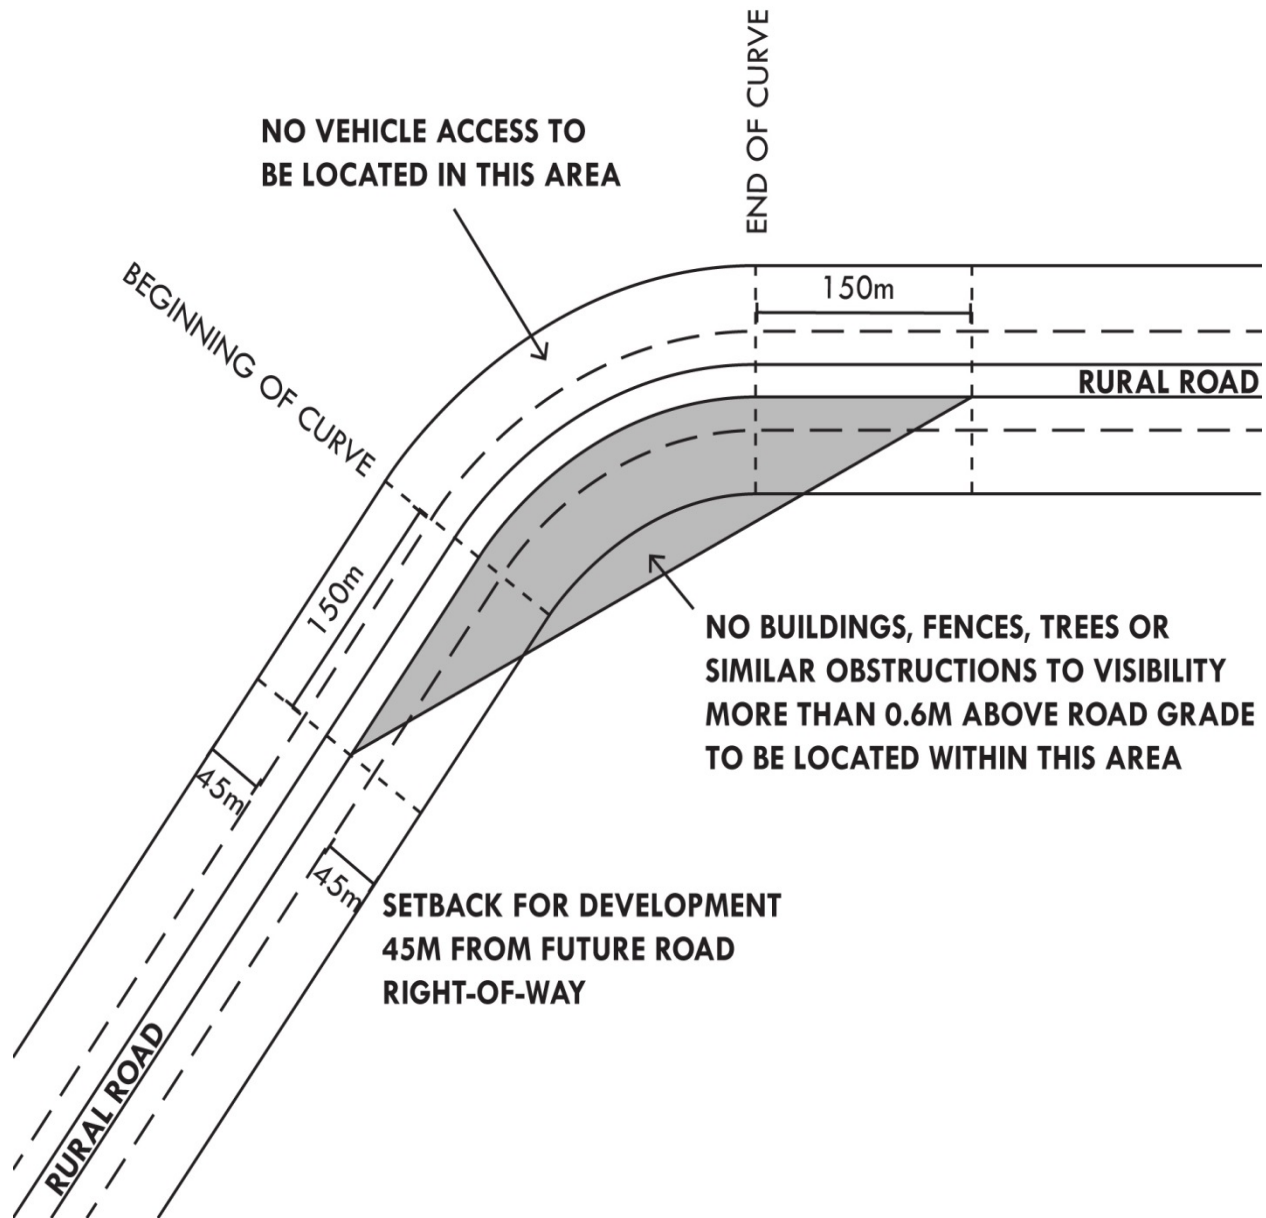 END OF CURVE
NO VEHICLE ACCESS TO
BE LOCATED IN THIS AREA
BEGINNING OF CURVE
150m
RURAL ROAD
150m
NO BUILDINGS, FENCES, TREES OR
SIMILAR OBSTRUCTIONS TO VISIBILITY
MORE THAN 0.6M ABOVE ROAD GRADE
TO BE LOCATED WITHIN THIS AREA
45m
45m
SETBACK FOR DEVELOPMENT
45M FROM FUTURE ROAD
RIGHT-OF-WAY
RURAL ROAD